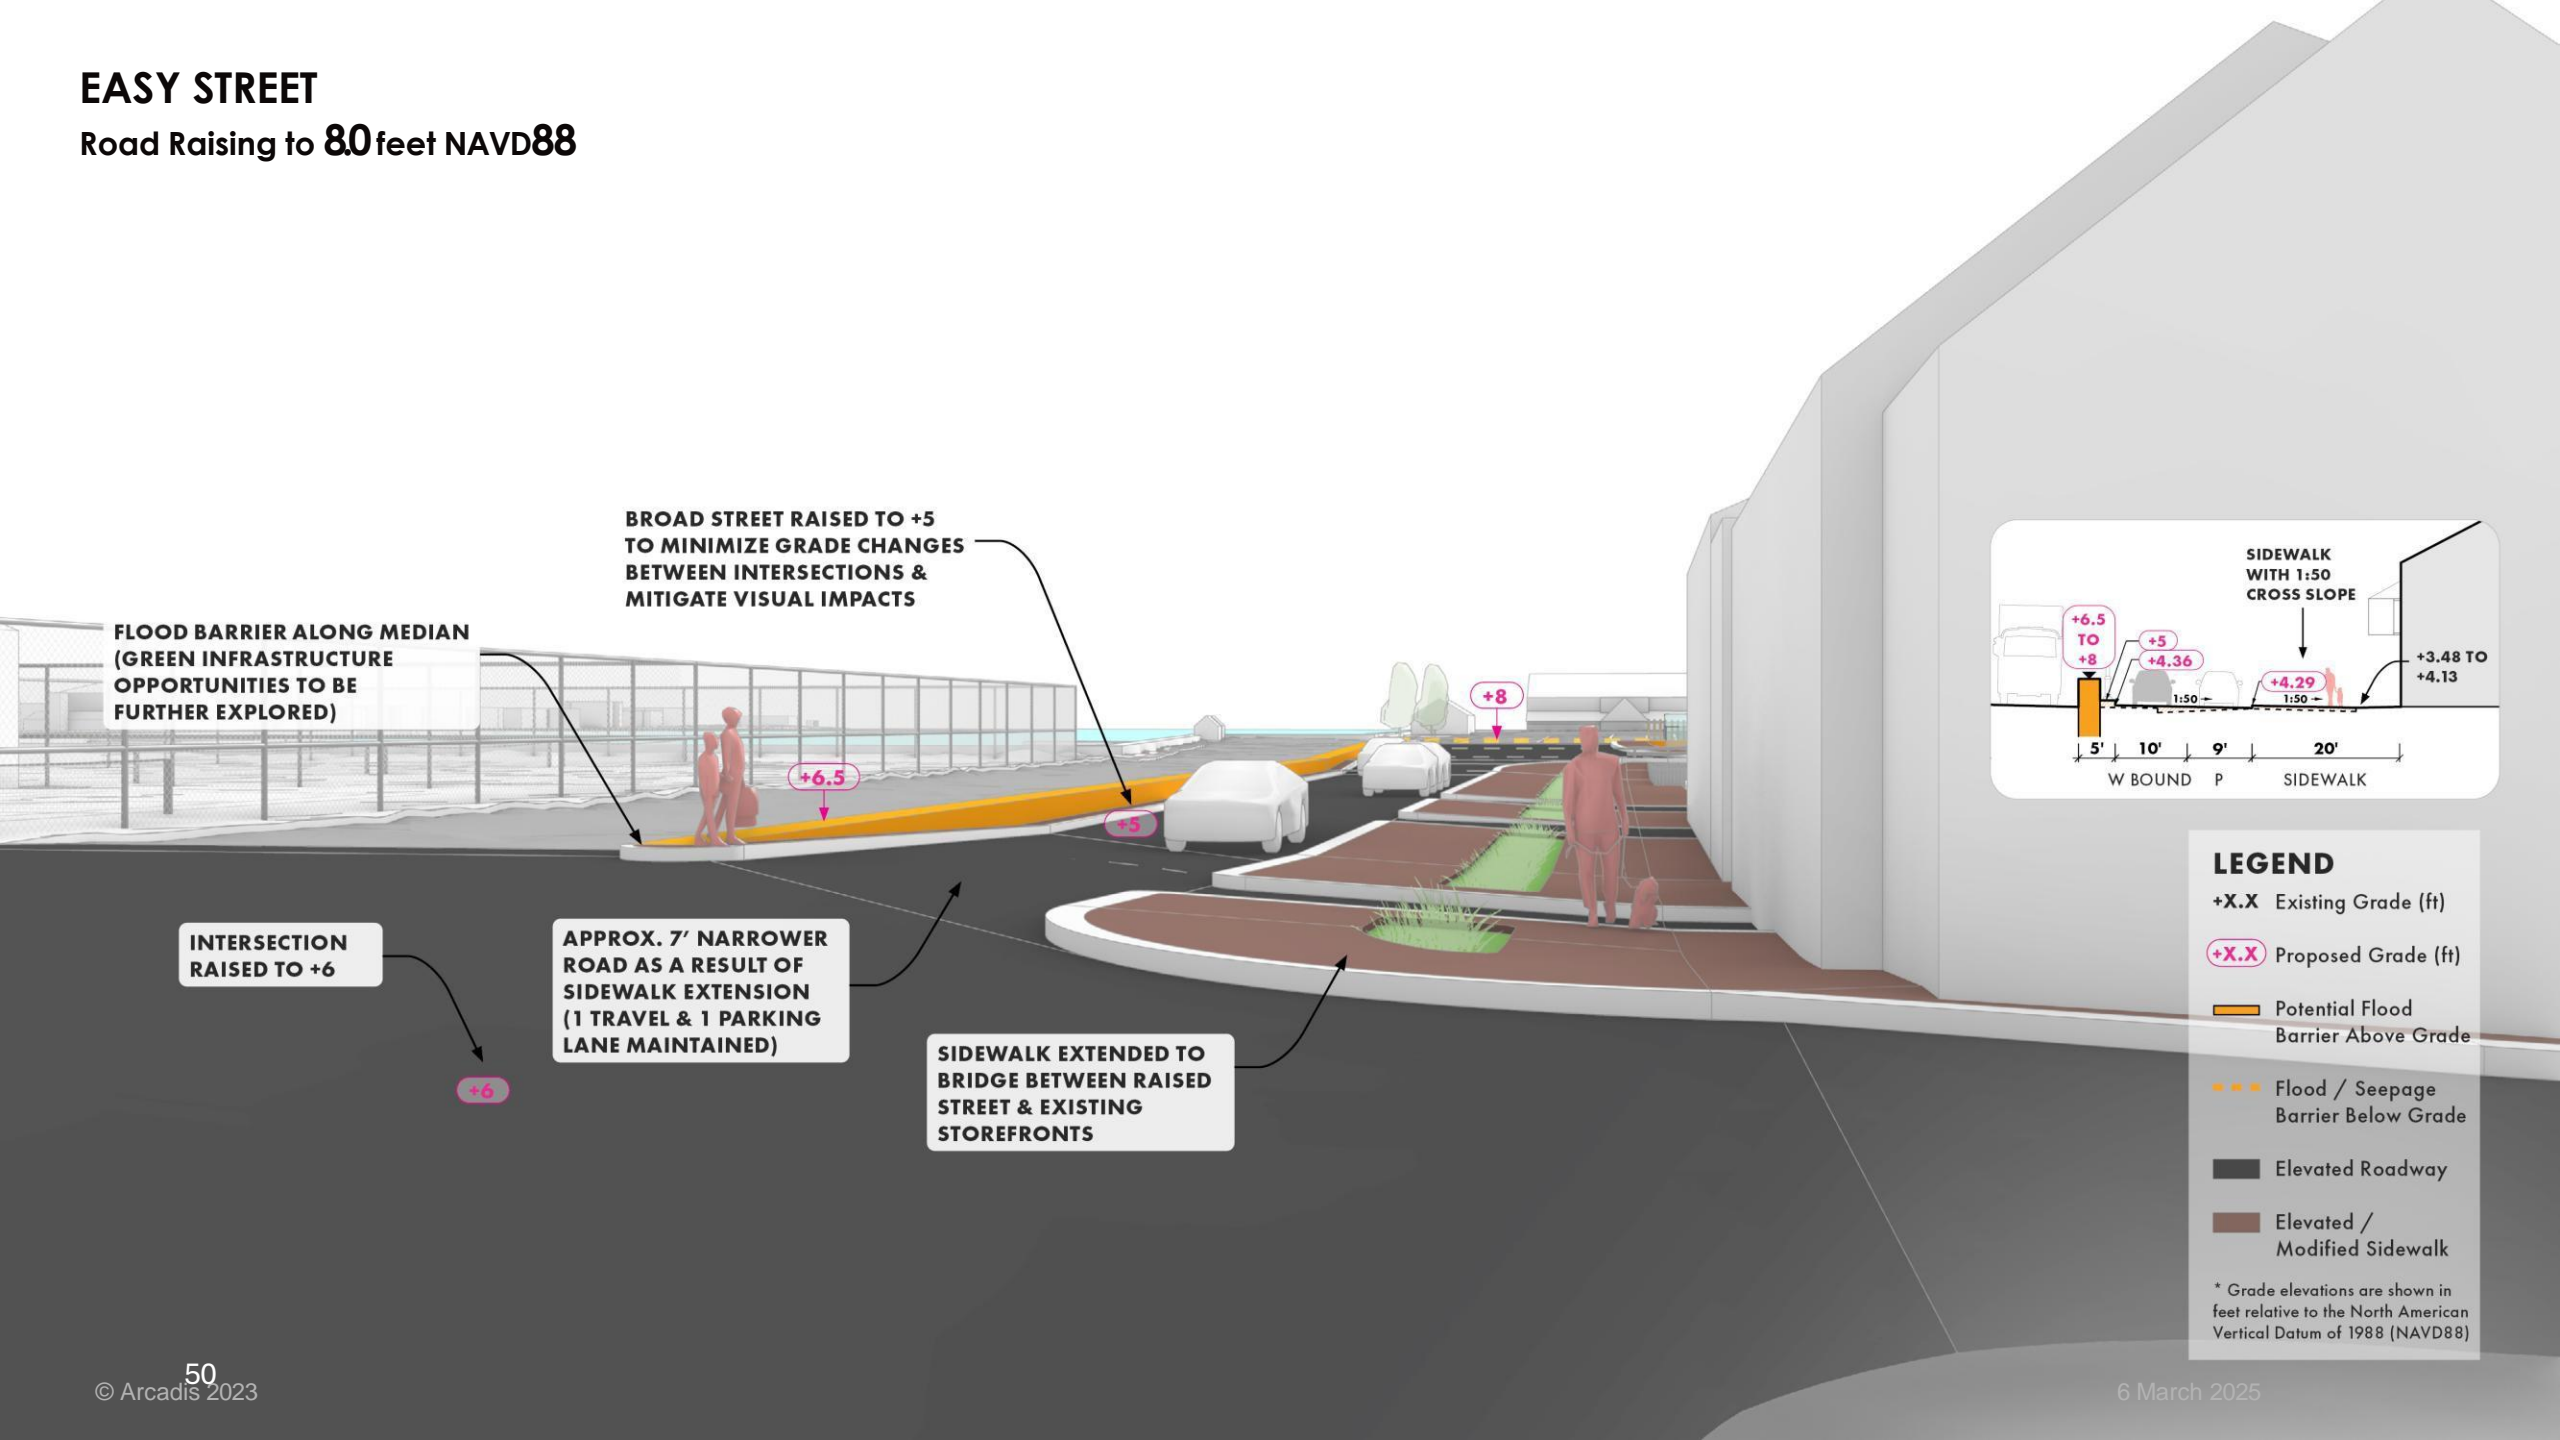 EASY STREET
Road Raising to 8.0 feet NAVD88
BROAD STREET RAISED TO +5
TO MINIMIZE GRADE CHANGES
BETWEEN INTERSECTIONS &
MITIGATE VISUAL IMPACTS
FLOOD BARRIER ALONG MEDIAN
(GREEN INFRASTRUCTURE
OPPORTUNITIES TO BE
FURTHER EXPLORED)
+6.5
+5
+8
SIDEWALK
WITH 1:50
CROSS SLOPE
+6.5
TO
+8
+5
+4.36
+4.29
+3.48 TO
+4.13
1:50
1:50
5' 10' 9' 20'
W BOUND P SIDEWALK
INTERSECTION
RAISED TO +6
+6
APPROX. 7' NARROWER
ROAD AS A RESULT OF
SIDEWALK EXTENSION
(1 TRAVEL & 1 PARKING
LANE MAINTAINED)
SIDEWALK EXTENDED TO
BRIDGE BETWEEN RAISED
STREET & EXISTING
STOREFRONTS
LEGEND
+X.X Existing Grade (ft)
+X.X Proposed Grade (ft)
Potential Flood
Barrier Above Grade
Flood / Seepage
Barrier Below Grade
Elevated Roadway
Elevated /
Modified Sidewalk
* Grade elevations are shown in
feet relative to the North American
Vertical Datum of 1988 (NAVD88)
50
© Arcadis 2023
6 March 2025